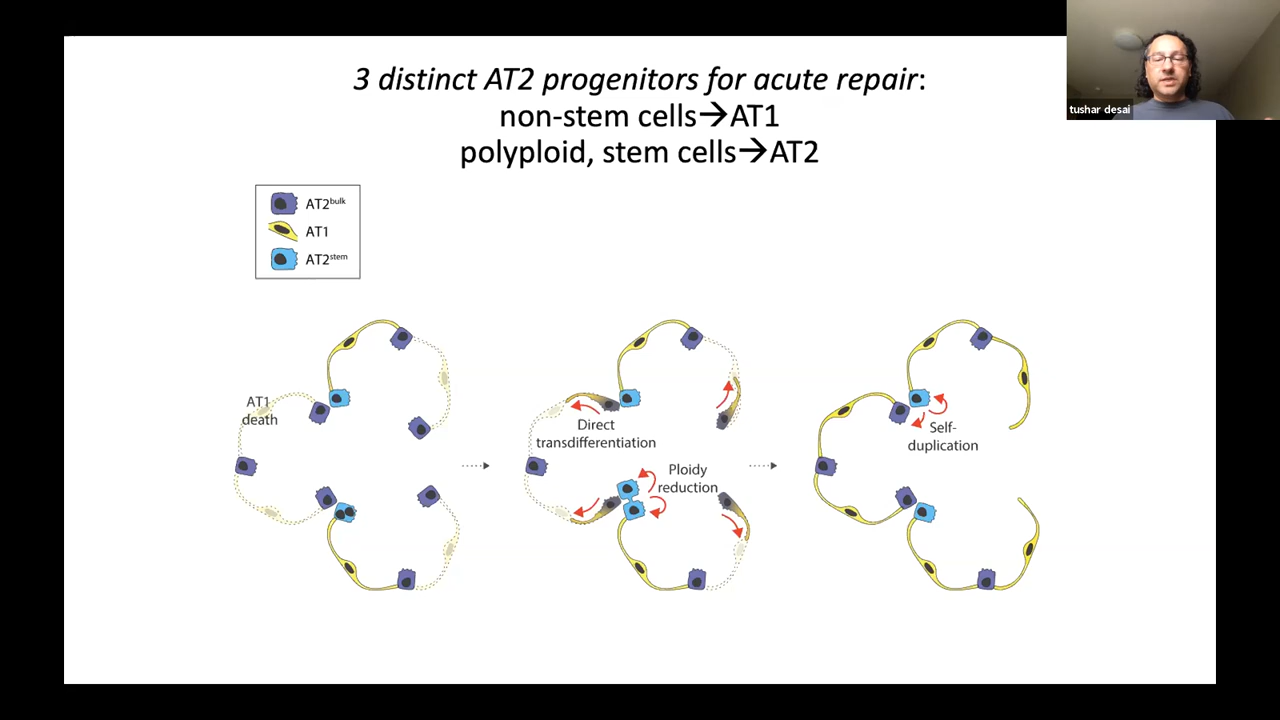 3 distinct AT2 progenitors for acute repair:
non-stem cells→AT1
polyploid, stem cells→AT2
tushar desai
AT2bulk
AT1
AT2stem
AT1
death
Direct
transdifferentiation
Ploidy
reduction
Self-
duplication